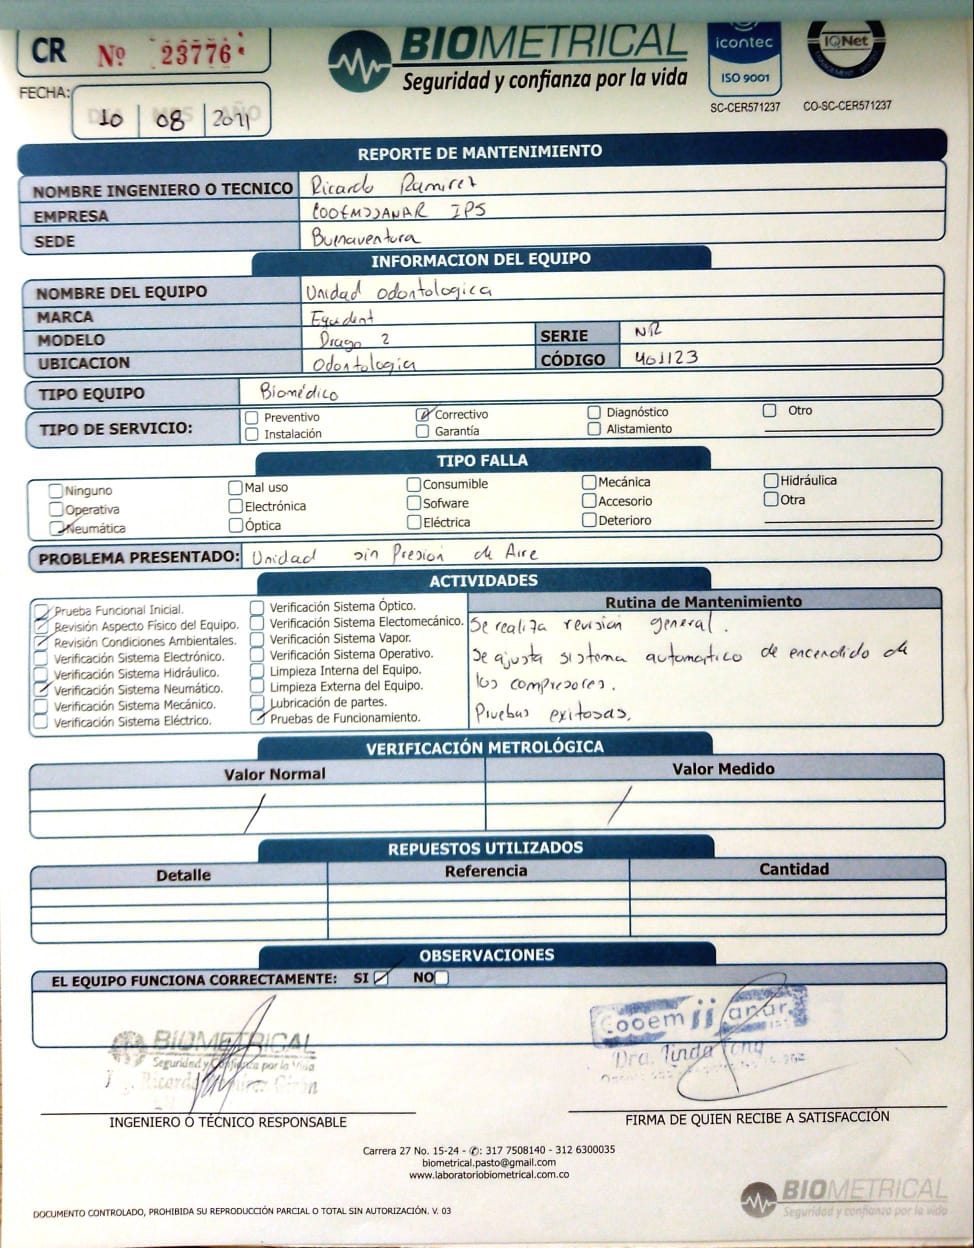 CR Nº 23776
BIOMETRICAL
Seguridad y confianza por la vida
icontec
ISO 9001
SC-CER571237
IQNet
CO-SC-CER571237
FECHA:
DIA MES AÑO
10 08 2021
REPORTE DE MANTENIMIENTO
NOMBRE INGENIERO O TECNICO Ricardo Ramirez
EMPRESA COOEMJJANAR IPS
SEDE Buenaventura
INFORMACION DEL EQUIPO
NOMBRE DEL EQUIPO Unidad odontologica
MARCA Equdent
MODELO Drago 2 SERIE NR
UBICACION Odontologia CÓDIGO 401123
TIPO EQUIPO Biomédico
TIPO DE SERVICIO: Preventivo Correctivo Diagnóstico Otro
Instalación Garantía Alistamiento
TIPO FALLA
Ninguno Mal uso Consumible Mecánica Hidráulica
Operativa Electrónica Sofware Accesorio Otra
Neumática Óptica Eléctrica Deterioro
PROBLEMA PRESENTADO: Unidad sin Presión de Aire
ACTIVIDADES
Prueba Funcional Inicial.
Revisión Aspecto Físico del Equipo.
Revisión Condiciones Ambientales.
Verificación Sistema Electrónico.
Verificación Sistema Hidráulico.
Verificación Sistema Neumático.
Verificación Sistema Mecánico.
Verificación Sistema Eléctrico.
Verificación Sistema Óptico.
Verificación Sistema Electomecánico.
Verificación Sistema Vapor.
Verificación Sistema Operativo.
Limpieza Interna del Equipo.
Limpieza Externa del Equipo.
Lubricación de partes.
Pruebas de Funcionamiento.
Rutina de Mantenimiento
Se realiza revisión general.
Se ajusta sistema automatico de encendido de
los compresores.
Pruebas exitosas.
VERIFICACIÓN METROLÓGICA
Valor Normal Valor Medido
/ /
REPUESTOS UTILIZADOS
Detalle Referencia Cantidad
OBSERVACIONES
EL EQUIPO FUNCIONA CORRECTAMENTE: SI NO
BIOMETRICAL
Seguridad y Confianza por la Vida
Cooemjjanar
Dra. Linda
INGENIERO O TÉCNICO RESPONSABLE
FIRMA DE QUIEN RECIBE A SATISFACCIÓN
Carrera 27 No. 15-24 - ✆: 317 7508140 - 312 6300035
biometrical.pasto@gmail.com
www.laboratoriobiometrical.com.co
BIOMETRICAL
Seguridad y confianza por la vida
DOCUMENTO CONTROLADO, PROHIBIDA SU REPRODUCCIÓN PARCIAL O TOTAL SIN AUTORIZACIÓN. V. 03